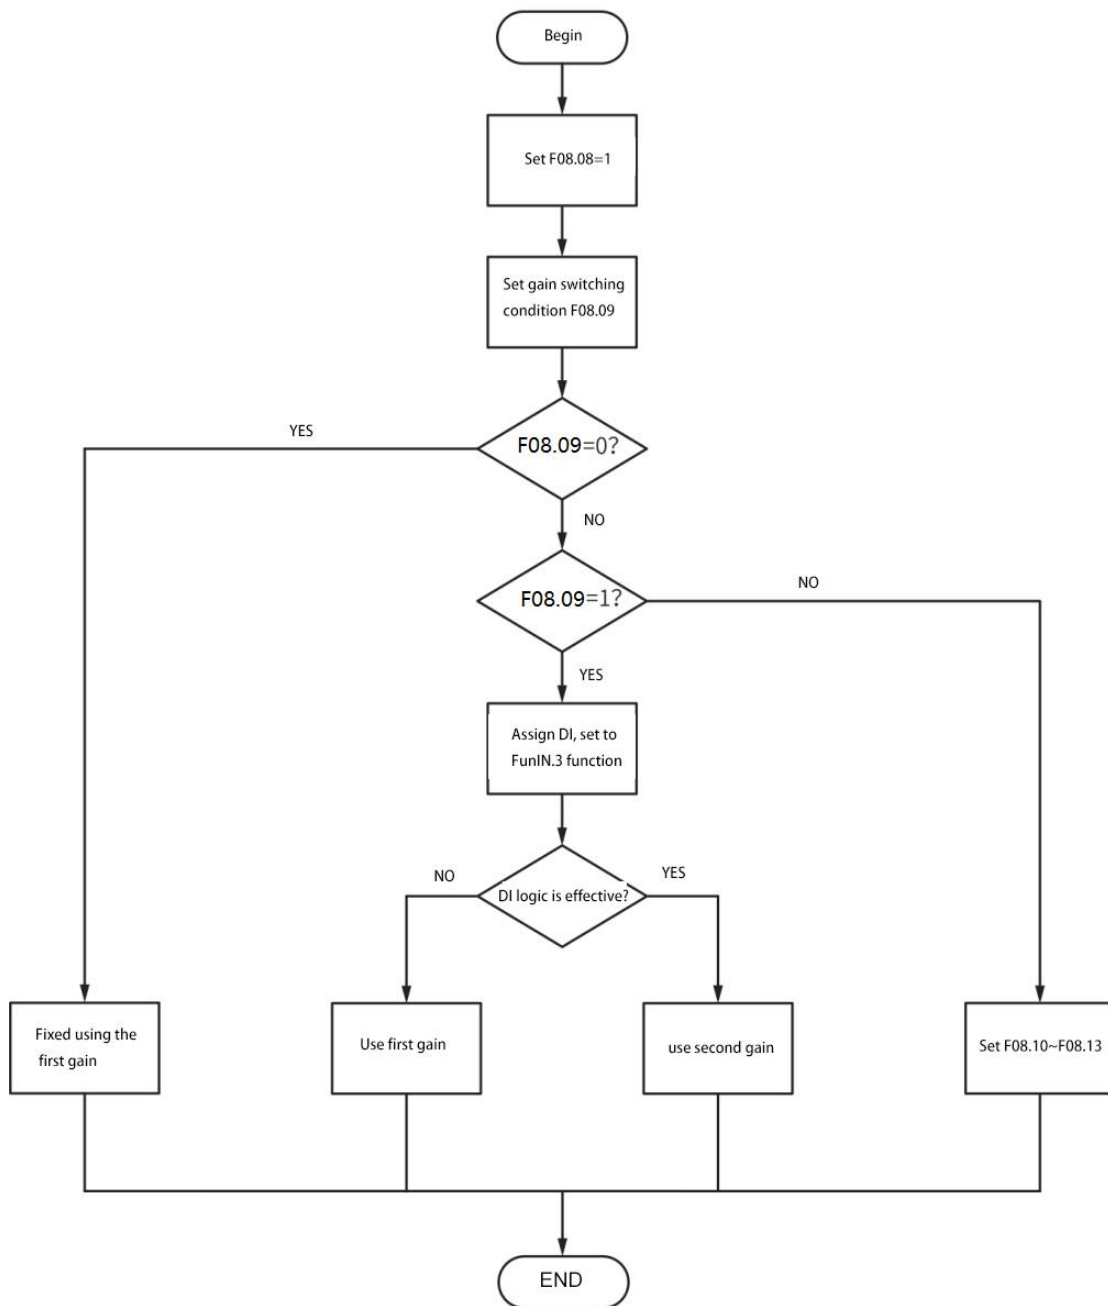 Begin
Set F08.08=1
Set gain switching
condition F08.09
YES
F08.09=0?
NO
F08.09=1?
NO
YES
Assign DI, set to
FunIN.3 function
NO
YES
DI logic is effective?
Fixed using the
first gain
Use first gain
use second gain
Set F08.10~F08.13
END